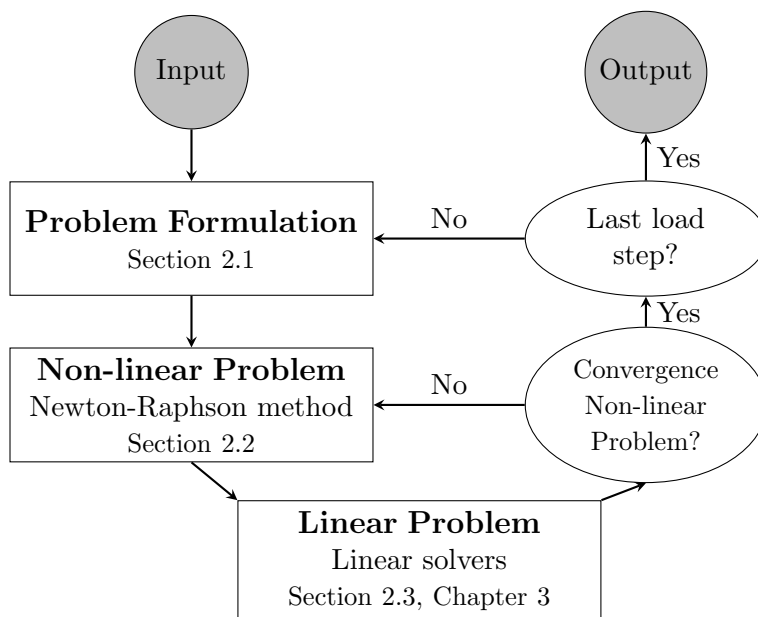 Input
Output
Problem Formulation
Section 2.1
No
Last load
step?
Yes
Non-linear Problem
Newton-Raphson method
Section 2.2
No
Convergence
Non-linear
Problem?
Yes
Linear Problem
Linear solvers
Section 2.3, Chapter 3